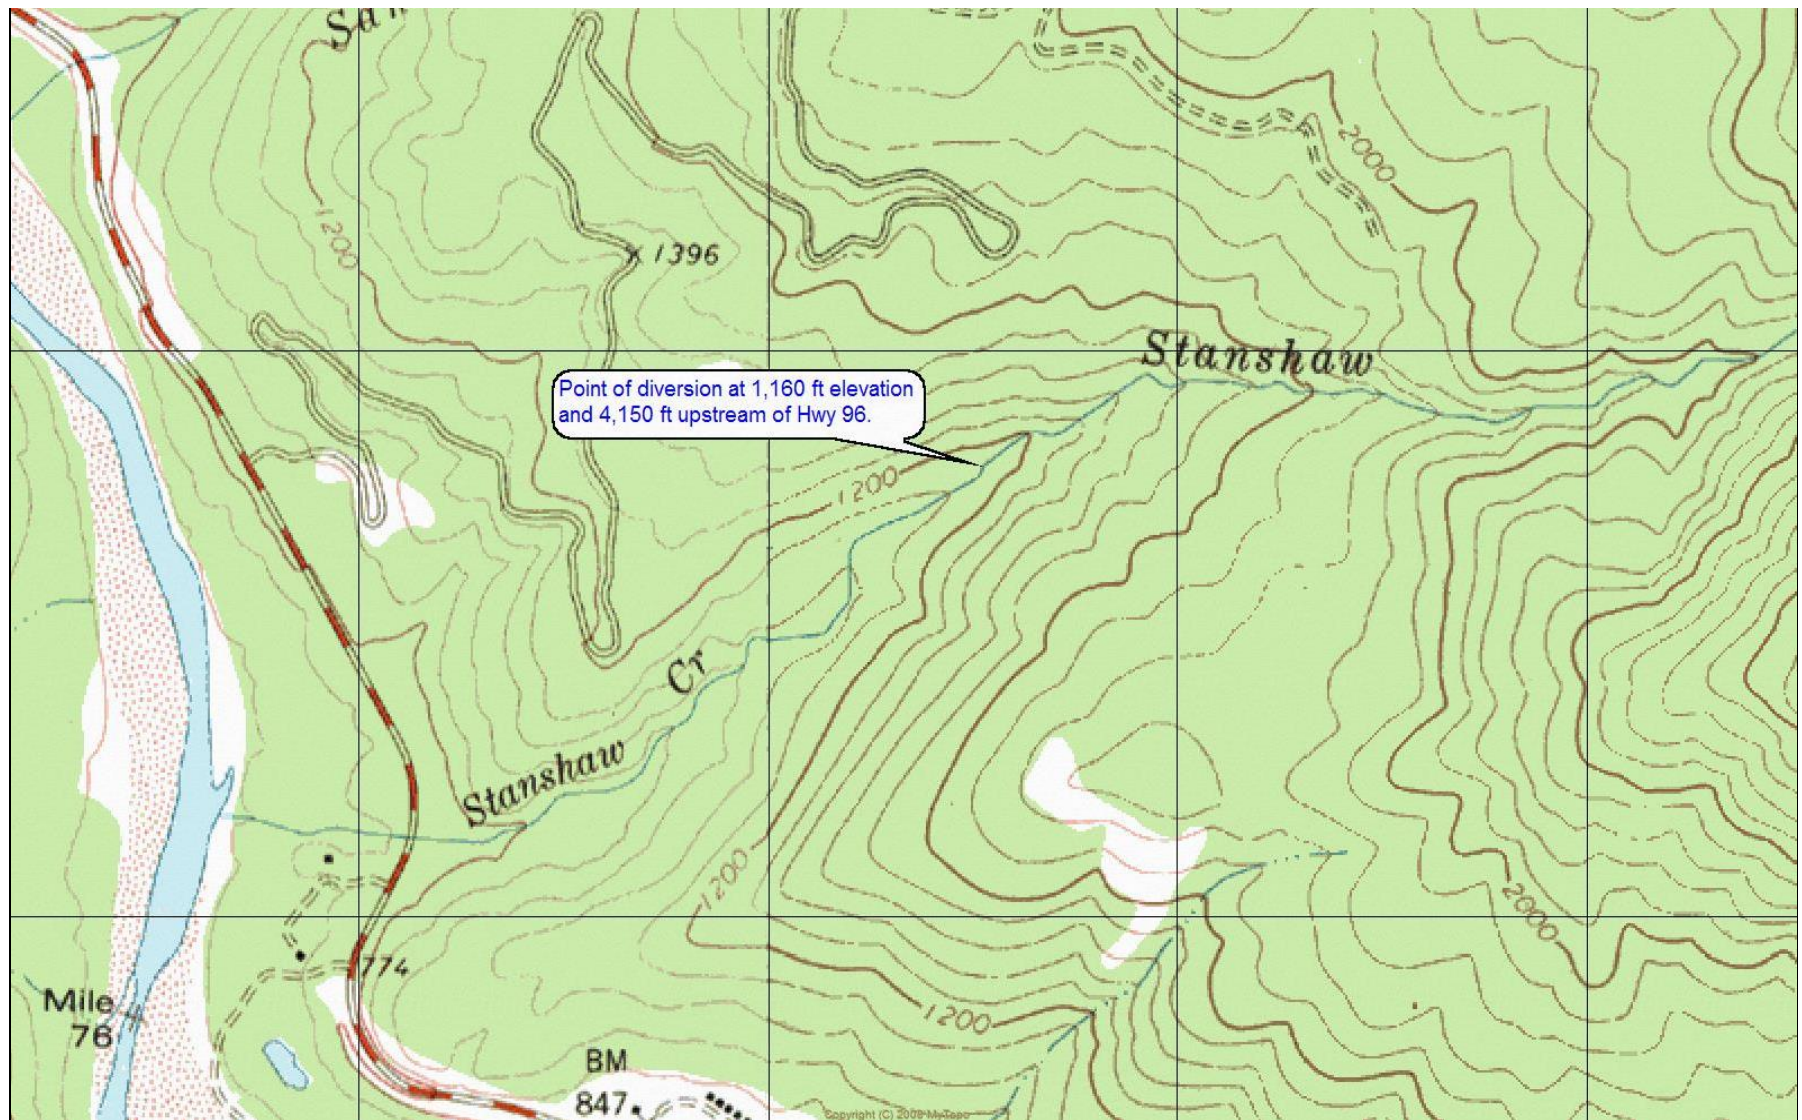 San
2000
1200
1396
Stanshaw
Point of diversion at 1,160 ft elevation
and 4,150 ft upstream of Hwy 96.
1200
Cr
Stanshaw
1200
2000
774
Mile
76
1200
BM
847
Copyright (C) 2008 MyTopo